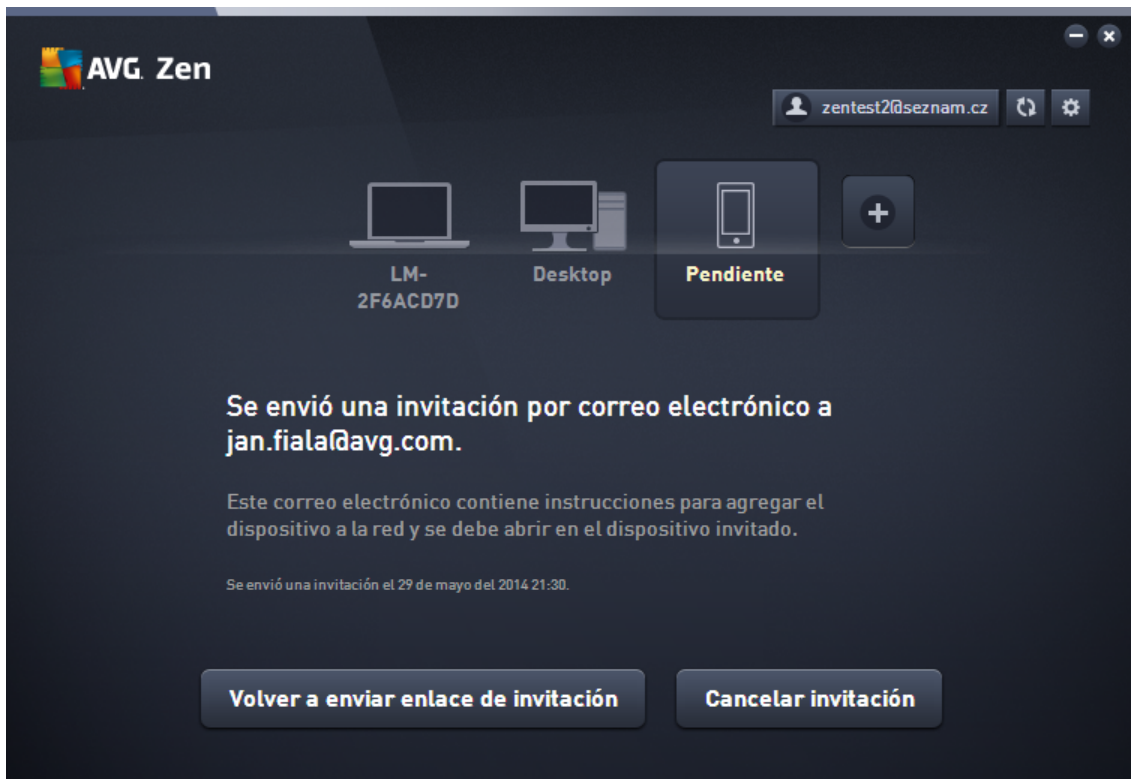 AVG. Zen
zentest2@seznam.cz
LM-
2F6ACD7D
Desktop
Pendiente
Se envió una invitación por correo electrónico a
jan.fiala@avg.com.
Este correo electrónico contiene instrucciones para agregar el
dispositivo a la red y se debe abrir en el dispositivo invitado.
Se envió una invitación el 29 de mayo del 2014 21:30.
Volver a enviar enlace de invitación
Cancelar invitación